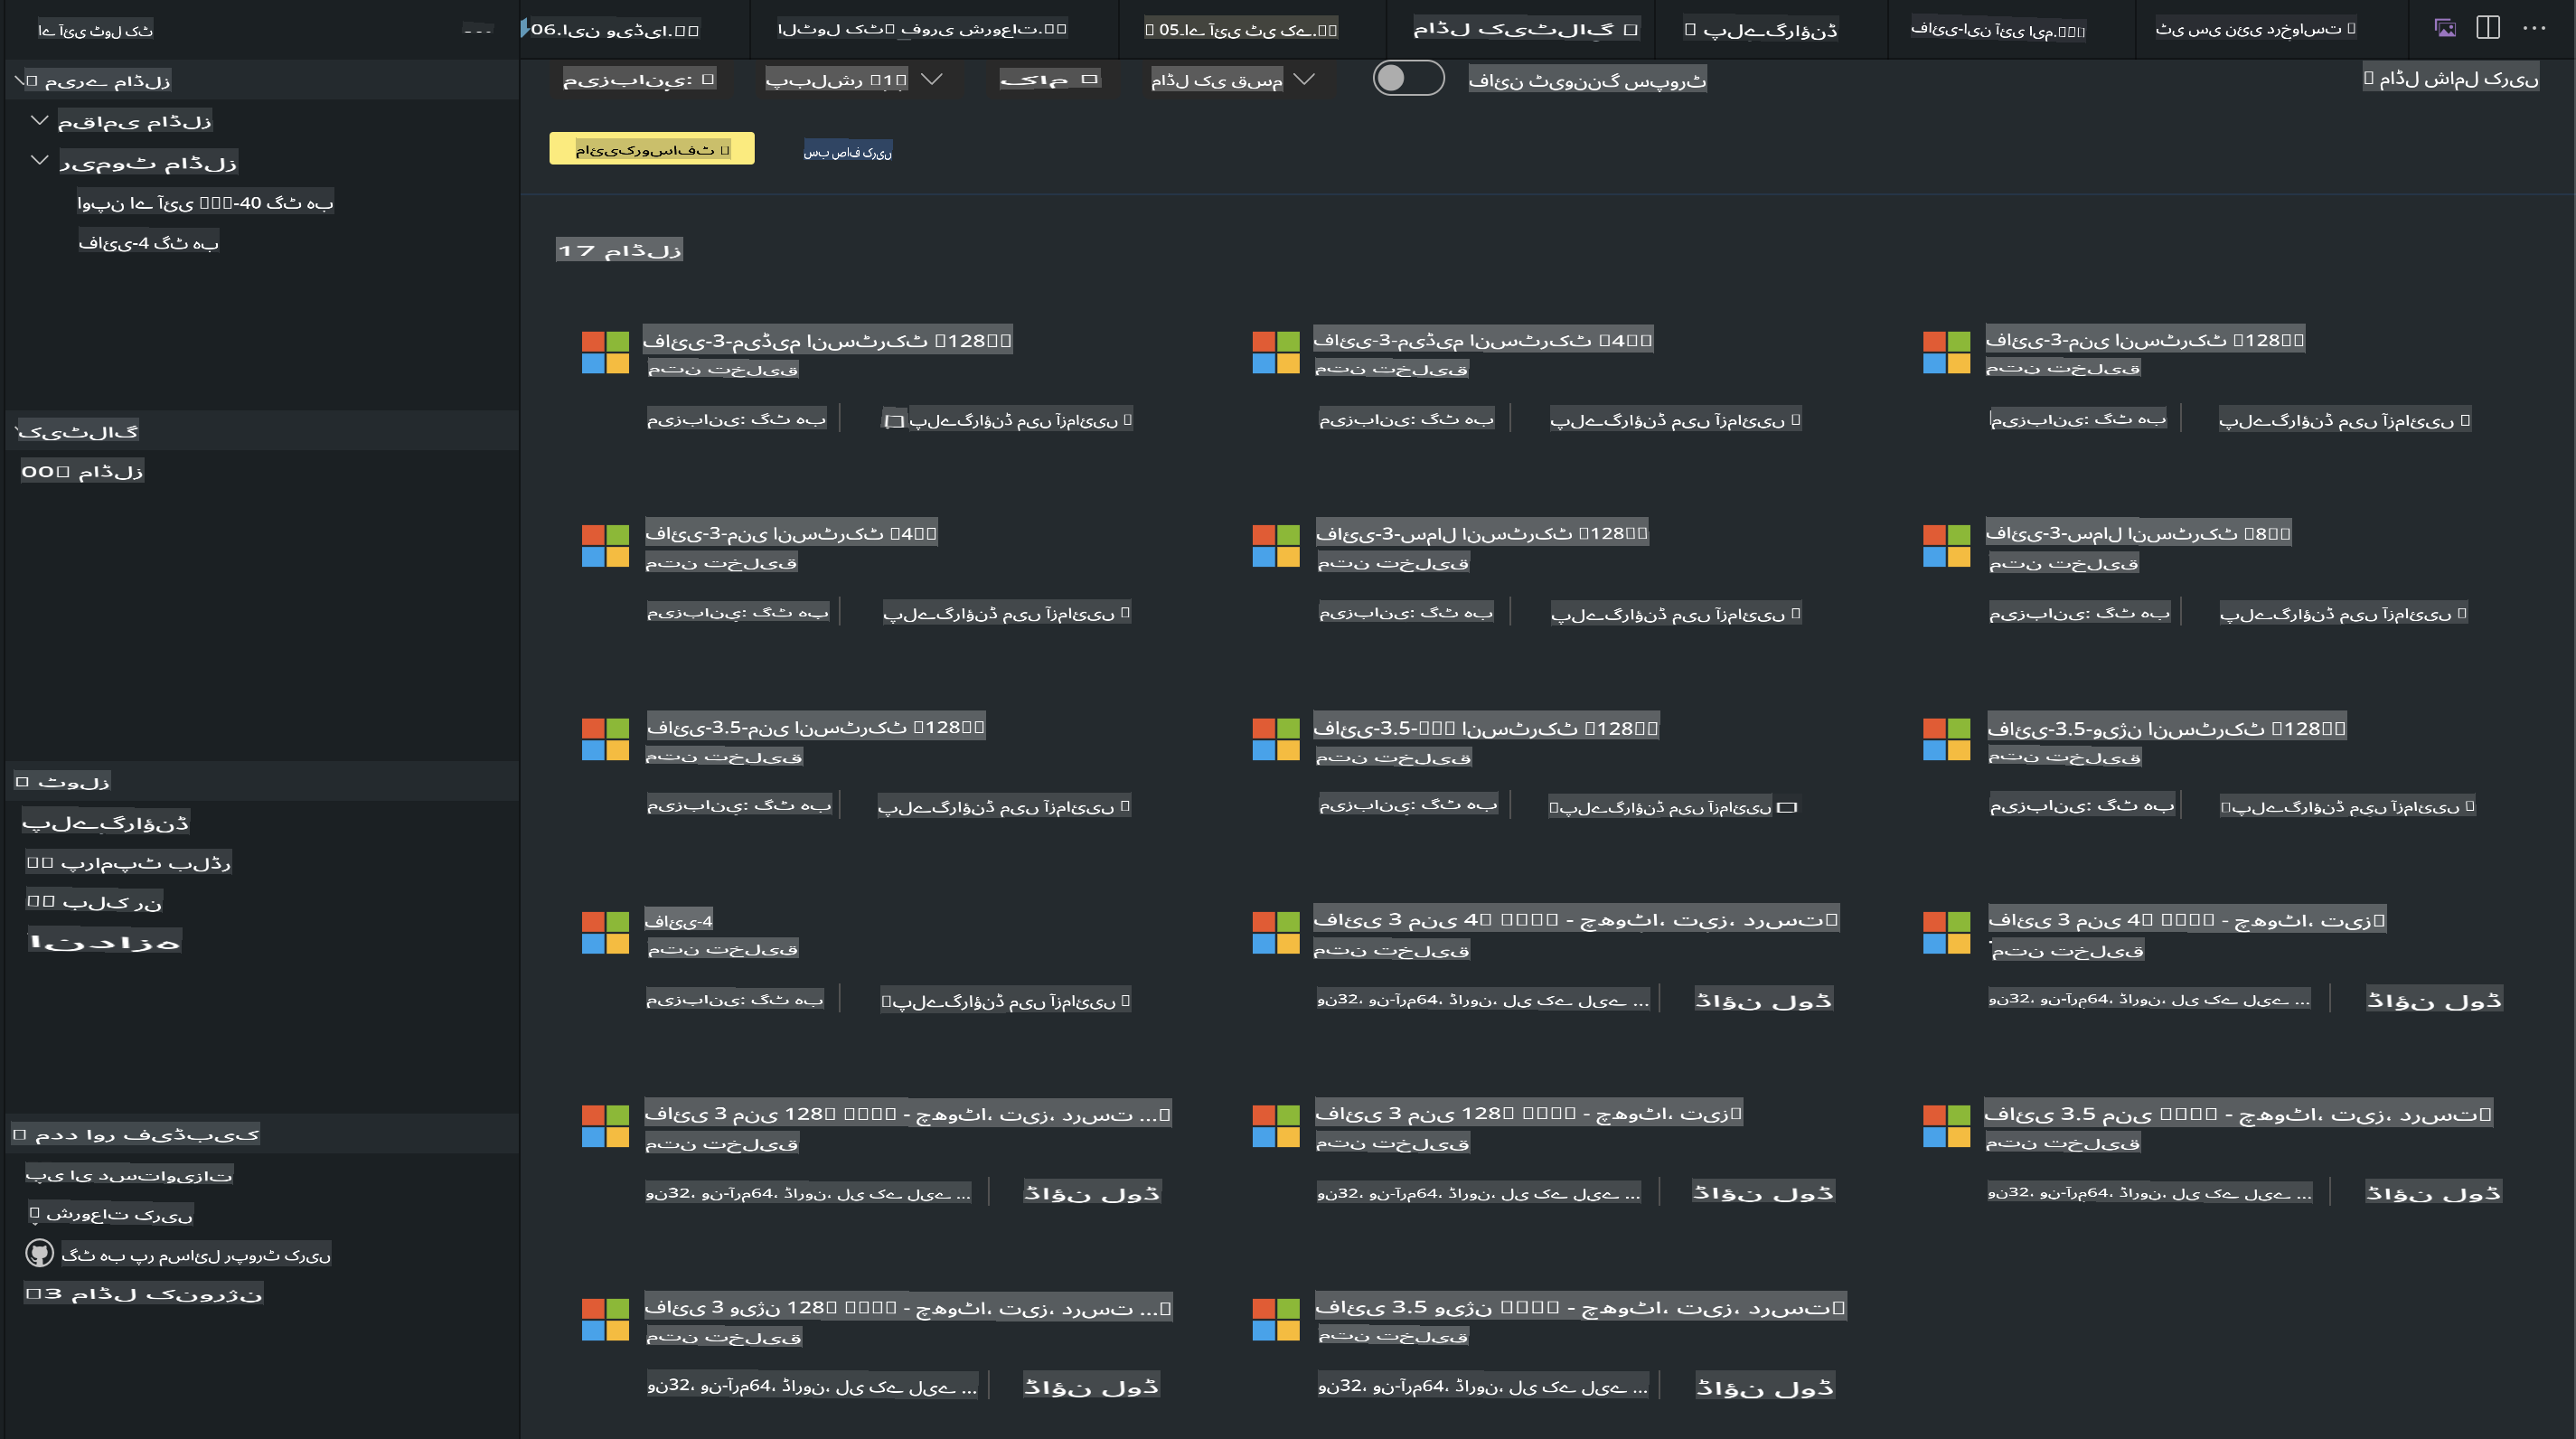 اے آئی ٹول کٹ
میرے ماڈلز
مقامی ماڈلز
ریموٹ ماڈلز
اوپن اے آئی -40 گٹ ہب
فائی-4 گٹ ہب
کیٹلاگ
00 ماڈلز
ٹولز
پلےگراؤنڈ
پرامپٹ بلڈر
بلک رن
اندازہ
مدد اور فیڈبیک
بی ای دستاویزات
شروعات کریں
گٹ ہب پر مسائل رپورٹ کریں
3 ماڈل کنورژن
06.این ویڈیا.
الٹول کٹ فوری شروعات.
05۔اے آئی ٹی کے.
ماڈل کیٹلاگ
پلےگراؤنڈ
فائی-این آئی ایم.
ٹی سی نئی درخواست
میزبانی:
پبلشر 1
کام
ماڈل کی قسم
فائن ٹیوننگ سپورٹ
ماڈل شامل کریں
مائیکروسافٹ
سب صاف کریں
17 ماڈلز
فائی-3-میڈیم انسٹرکٹ 128
متن تخلیق
میزبانی: گٹ ہب
پلےگراؤنڈ میں آزمائیں
فائی-3-میڈیم انسٹرکٹ 4
متن تخلیق
میزبانی: گٹ ہب
پلےگراؤنڈ میں آزمائیں
فائی-3-منی انسٹرکٹ 128
متن تخلیق
میزبانی: گٹ ہب
پلےگراؤنڈ میں آزمائیں
فائی-3-منی انسٹرکٹ 4
متن تخلیق
میزبانی: گٹ ہب
پلےگراؤنڈ میں آزمائیں
فائی-3-سمال انسٹرکٹ 128
متن تخلیق
میزبانی: گٹ ہب
پلےگراؤنڈ میں آزمائیں
فائی-3-سمال انسٹرکٹ 8
متن تخلیق
میزبانی: گٹ ہب
پلےگراؤنڈ میں آزمائیں
فائی-3.5-منی انسٹرکٹ 128
متن تخلیق
میزبانی: گٹ ہب
پلےگراؤنڈ میں آزمائیں
فائی-3.5- انسٹرکٹ 128
متن تخلیق
میزبانی: گٹ ہب
پلےگراؤنڈ میں آزمائیں
فائی-3.5-ویژن انسٹرکٹ 128
متن تخلیق
میزبانی: گٹ ہب
پلےگراؤنڈ میں آزمائیں
فائی-4
متن تخلیق
میزبانی: گٹ ہب
پلےگراؤنڈ میں آزمائیں
فائی 3 منی 4 - چھوٹا، تیز، درست
متن تخلیق
ون32، ون-آرم64، ڈارون، لی کے لیے ...
ڈاؤن لوڈ
فائی 3 منی 4 - چھوٹا، تیز
متن تخلیق
ون32، ون-آرم64، ڈارون، لی کے لیے ...
ڈاؤن لوڈ
فائی 3 منی 128 - چھوٹا، تیز، درست ...
متن تخلیق
ون32، ون-آرم64، ڈارون، لی کے لیے ...
ڈاؤن لوڈ
فائی 3 منی 128 - چھوٹا، تیز
متن تخلیق
ون32، ون-آرم64، ڈارون، لی کے لیے ...
ڈاؤن لوڈ
فائی 3.5 منی - چھوٹا، تیز، درست
متن تخلیق
ون32، ون-آرم64، ڈارون، لی کے لیے ...
ڈاؤن لوڈ
فائی 3 ویژن 128 - چھوٹا، تیز، درست ...
متن تخلیق
ون32، ون-آرم64، ڈارون، لی کے لیے ...
ڈاؤن لوڈ
فائی 3.5 ویژن - چھوٹا، تیز، درست
متن تخلیق
ون32، ون-آرم64، ڈارون، لی کے لیے ...
ڈاؤن لوڈ